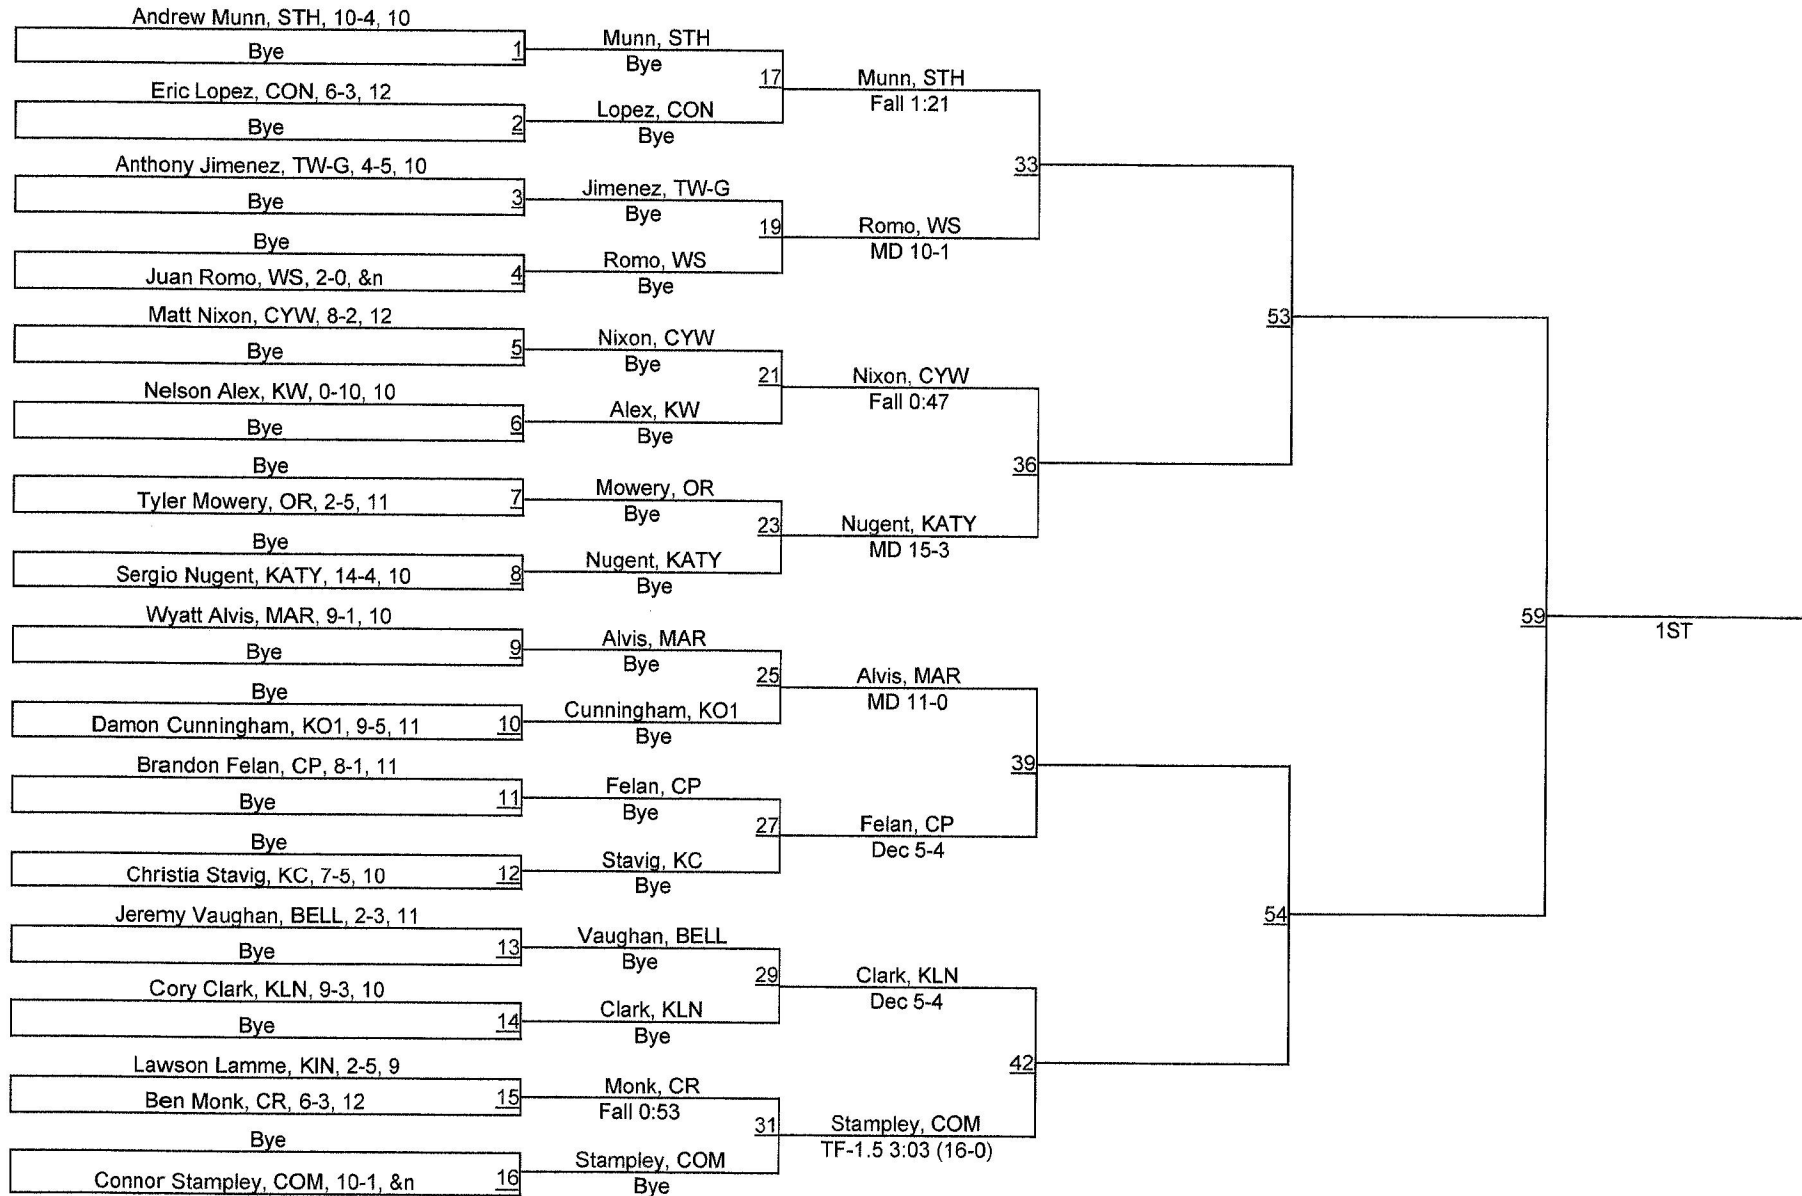 Andrew Munn, STH, 10-4, 10
Bye
1
Eric Lopez, CON, 6-3, 12
Bye
2
Anthony Jimenez, TW-G, 4-5, 10
Bye
3
Bye
Juan Romo, WS, 2-0, &n
4
Matt Nixon, CYW, 8-2, 12
Bye
5
Nelson Alex, KW, 0-10, 10
Bye
6
Bye
Tyler Mowery, OR, 2-5, 11
7
Bye
Sergio Nugent, KATY, 14-4, 10
8
Wyatt Alvis, MAR, 9-1, 10
Bye
9
Bye
Damon Cunningham, KO1, 9-5, 11
10
Brandon Felan, CP, 8-1, 11
Bye
11
Bye
Christia Stavig, KC, 7-5, 10
12
Jeremy Vaughan, BELL, 2-3, 11
Bye
13
Cory Clark, KLN, 9-3, 10
Bye
14
Lawson Lamme, KIN, 2-5, 9
Ben Monk, CR, 6-3, 12
15
Bye
Connor Stampley, COM, 10-1, &n
16
Munn, STH
Bye
17
Lopez, CON
Bye
Jimenez, TW-G
Bye
19
Romo, WS
Bye
Nixon, CYW
Bye
21
Alex, KW
Bye
Mowery, OR
Bye
23
Nugent, KATY
Bye
Alvis, MAR
Bye
25
Cunningham, KO1
Bye
Felan, CP
Bye
27
Stavig, KC
Bye
Vaughan, BELL
Bye
29
Clark, KLN
Bye
Monk, CR
Fall 0:53
31
Stampley, COM
Bye
Munn, STH
Fall 1:21
33
Romo, WS
MD 10-1
Nixon, CYW
Fall 0:47
36
Nugent, KATY
MD 15-3
Alvis, MAR
MD 11-0
39
Felan, CP
Dec 5-4
Clark, KLN
Dec 5-4
42
Stampley, COM
TF-1.5 3:03 (16-0)
53
54
59
1ST